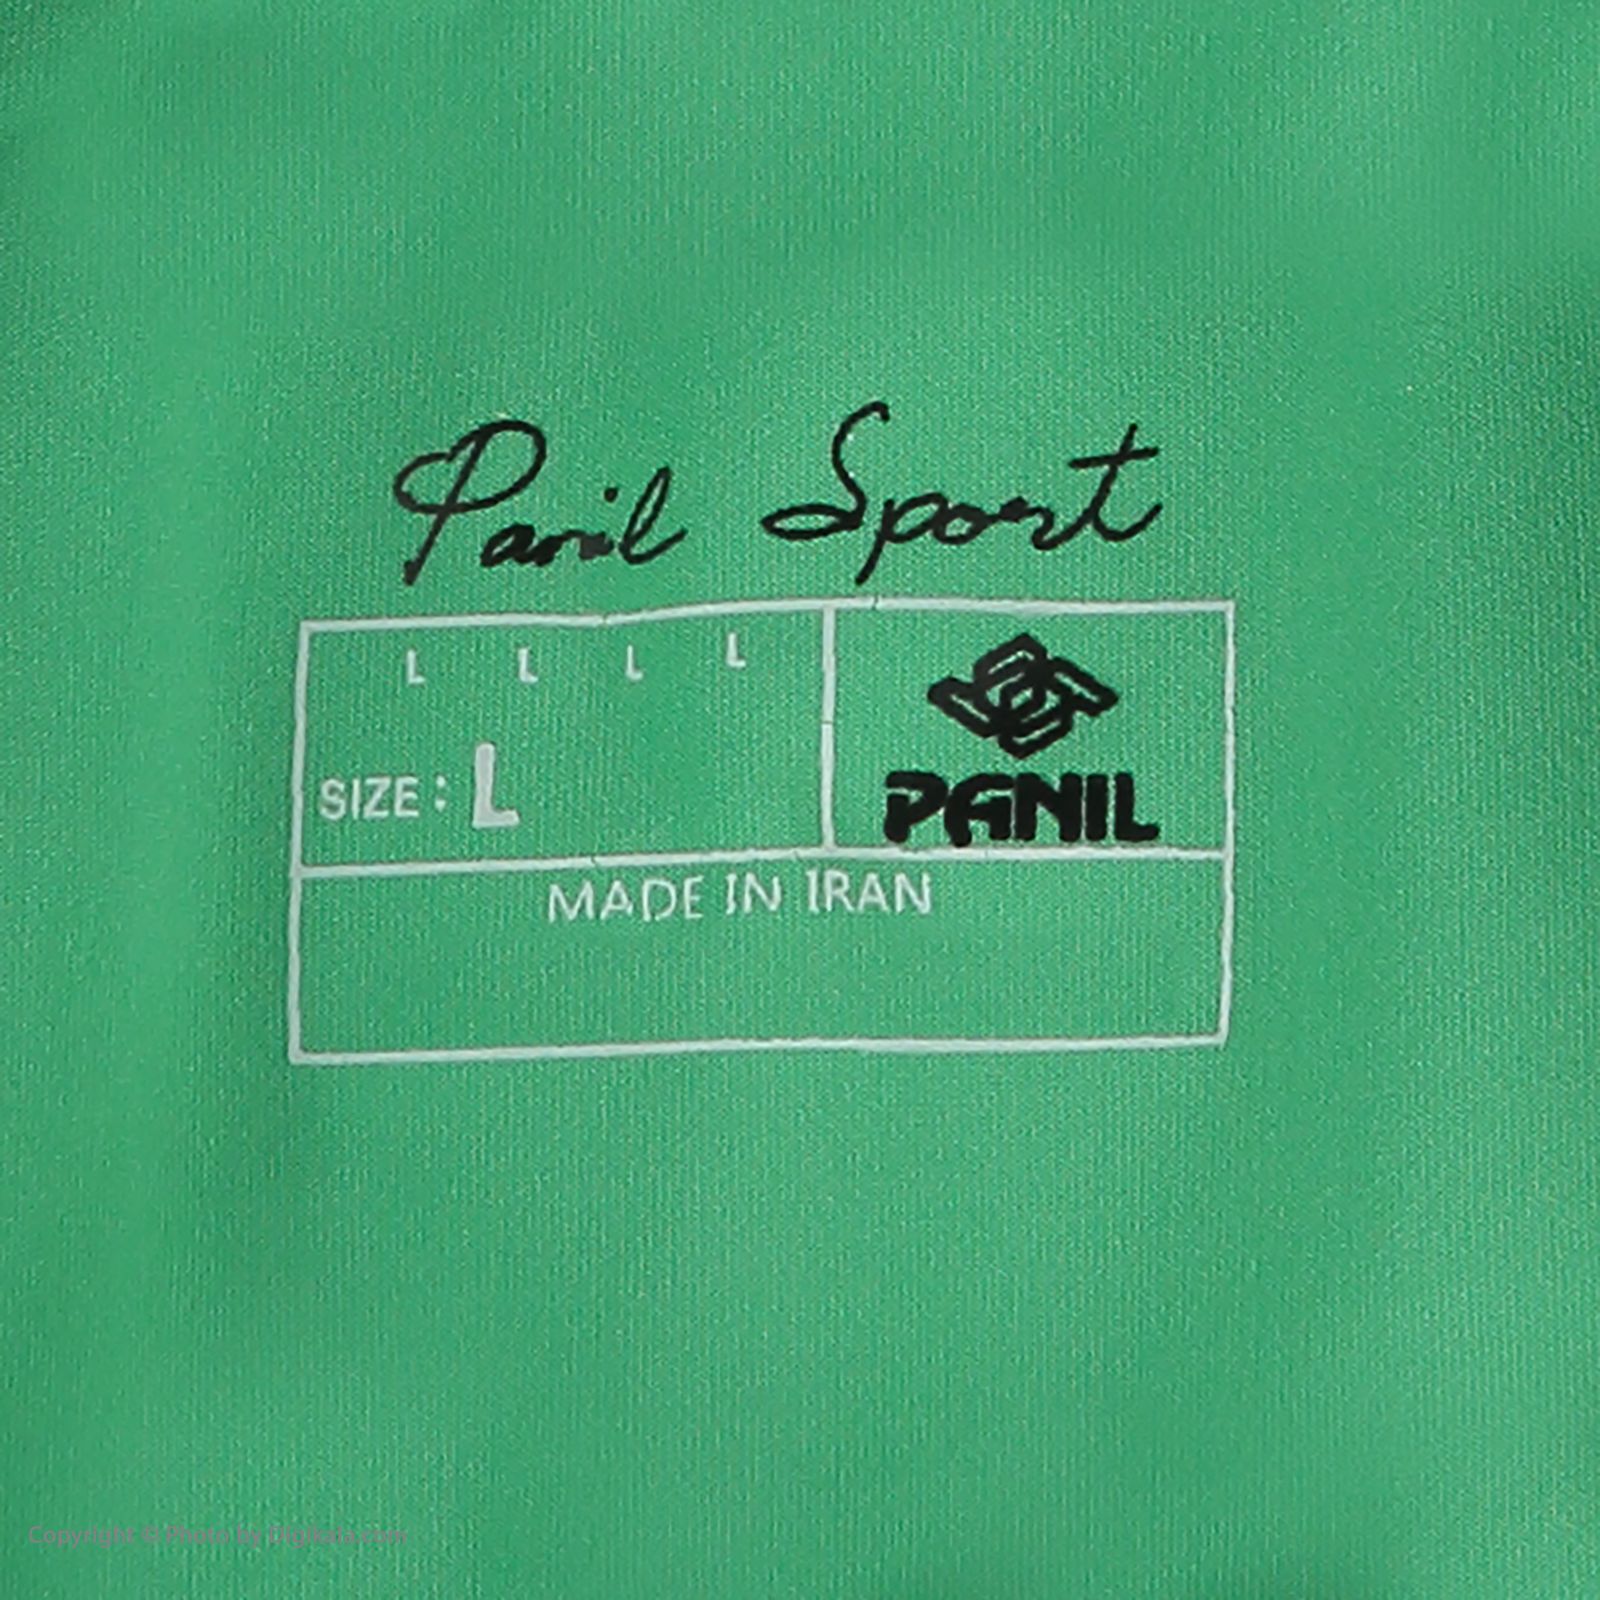 Panil Sport
L L L L
SIZE: L
PANIL
MADE IN IRAN
Copyright © Photo by Digikala.com